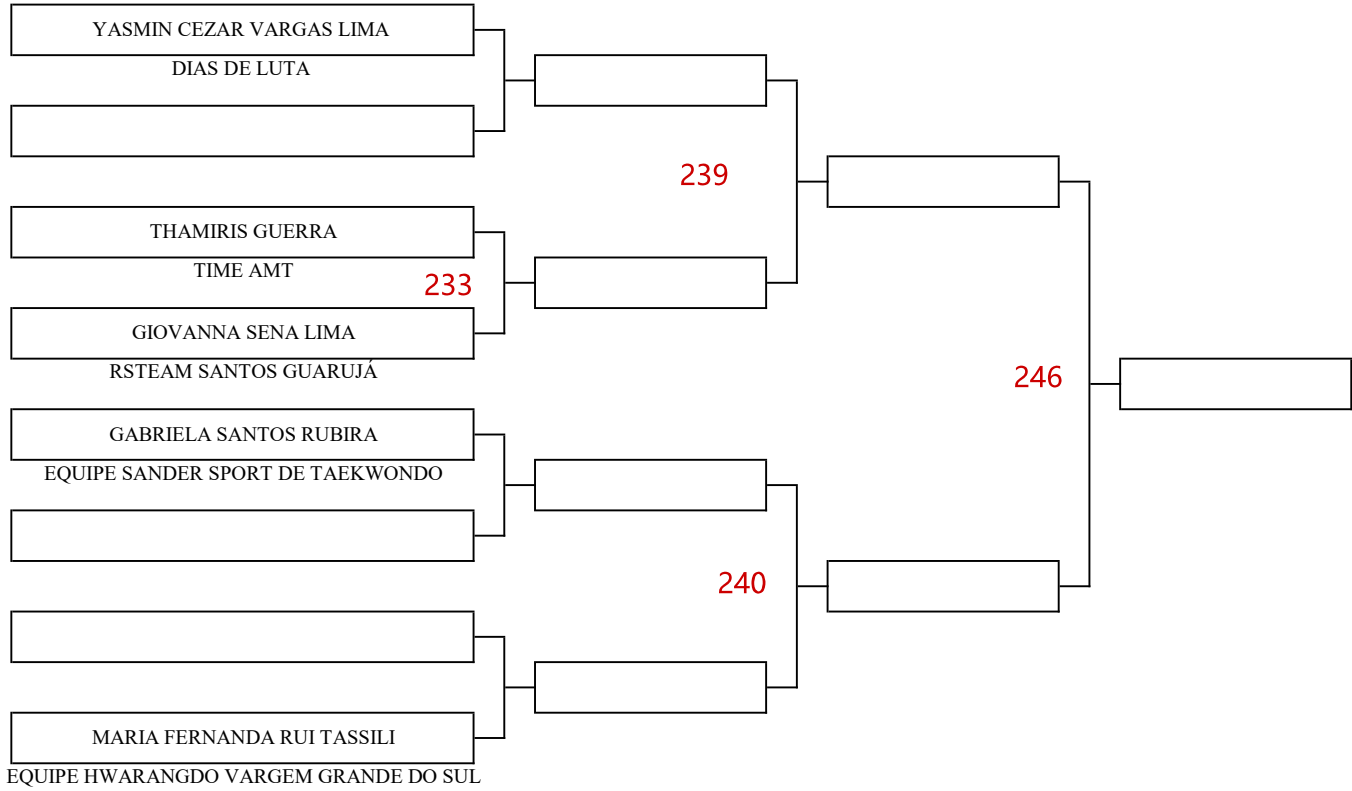 YASMIN CEZAR VARGAS LIMA
DIAS DE LUTA
239
THAMIRIS GUERRA
TIME AMT
233
GIOVANNA SENA LIMA
RSTEAM SANTOS GUARUJÁ
246
GABRIELA SANTOS RUBIRA
EQUIPE SANDER SPORT DE TAEKWONDO
240
MARIA FERNANDA RUI TASSILI
EQUIPE HWARANGDO VARGEM GRANDE DO SUL